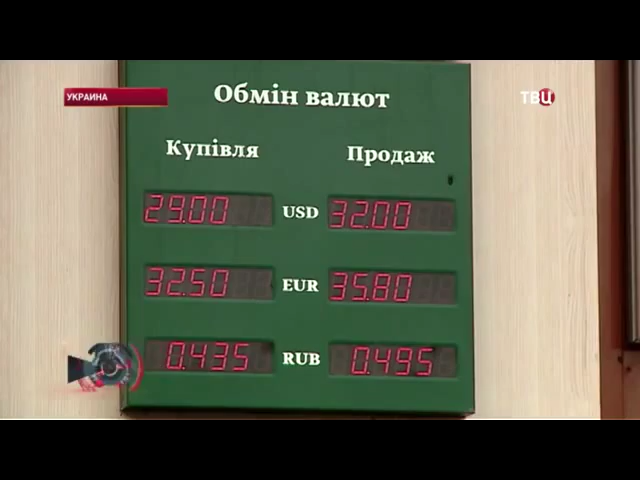 УКРАИНА
ТВЦ
Обмін валют
Купівля Продаж
29.00 USD 32.00
32.50 EUR 35.80
0.435 RUB 0.495